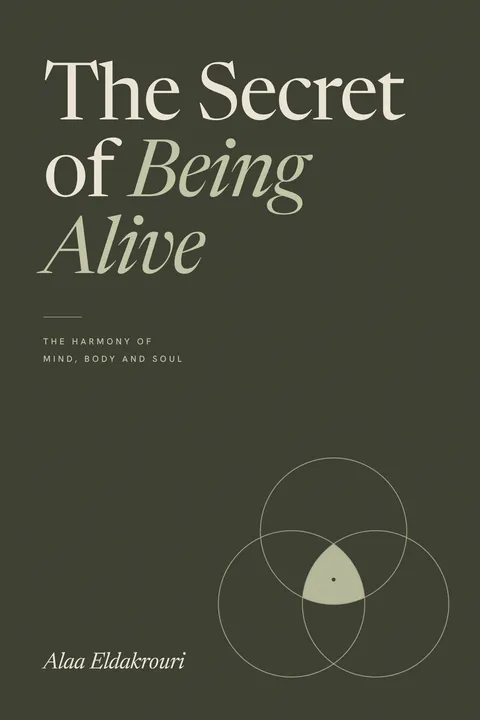 The Secret
of Being
Alive
THE HARMONY OF
MIND, BODY AND SOUL
Alaa Eldakrouri